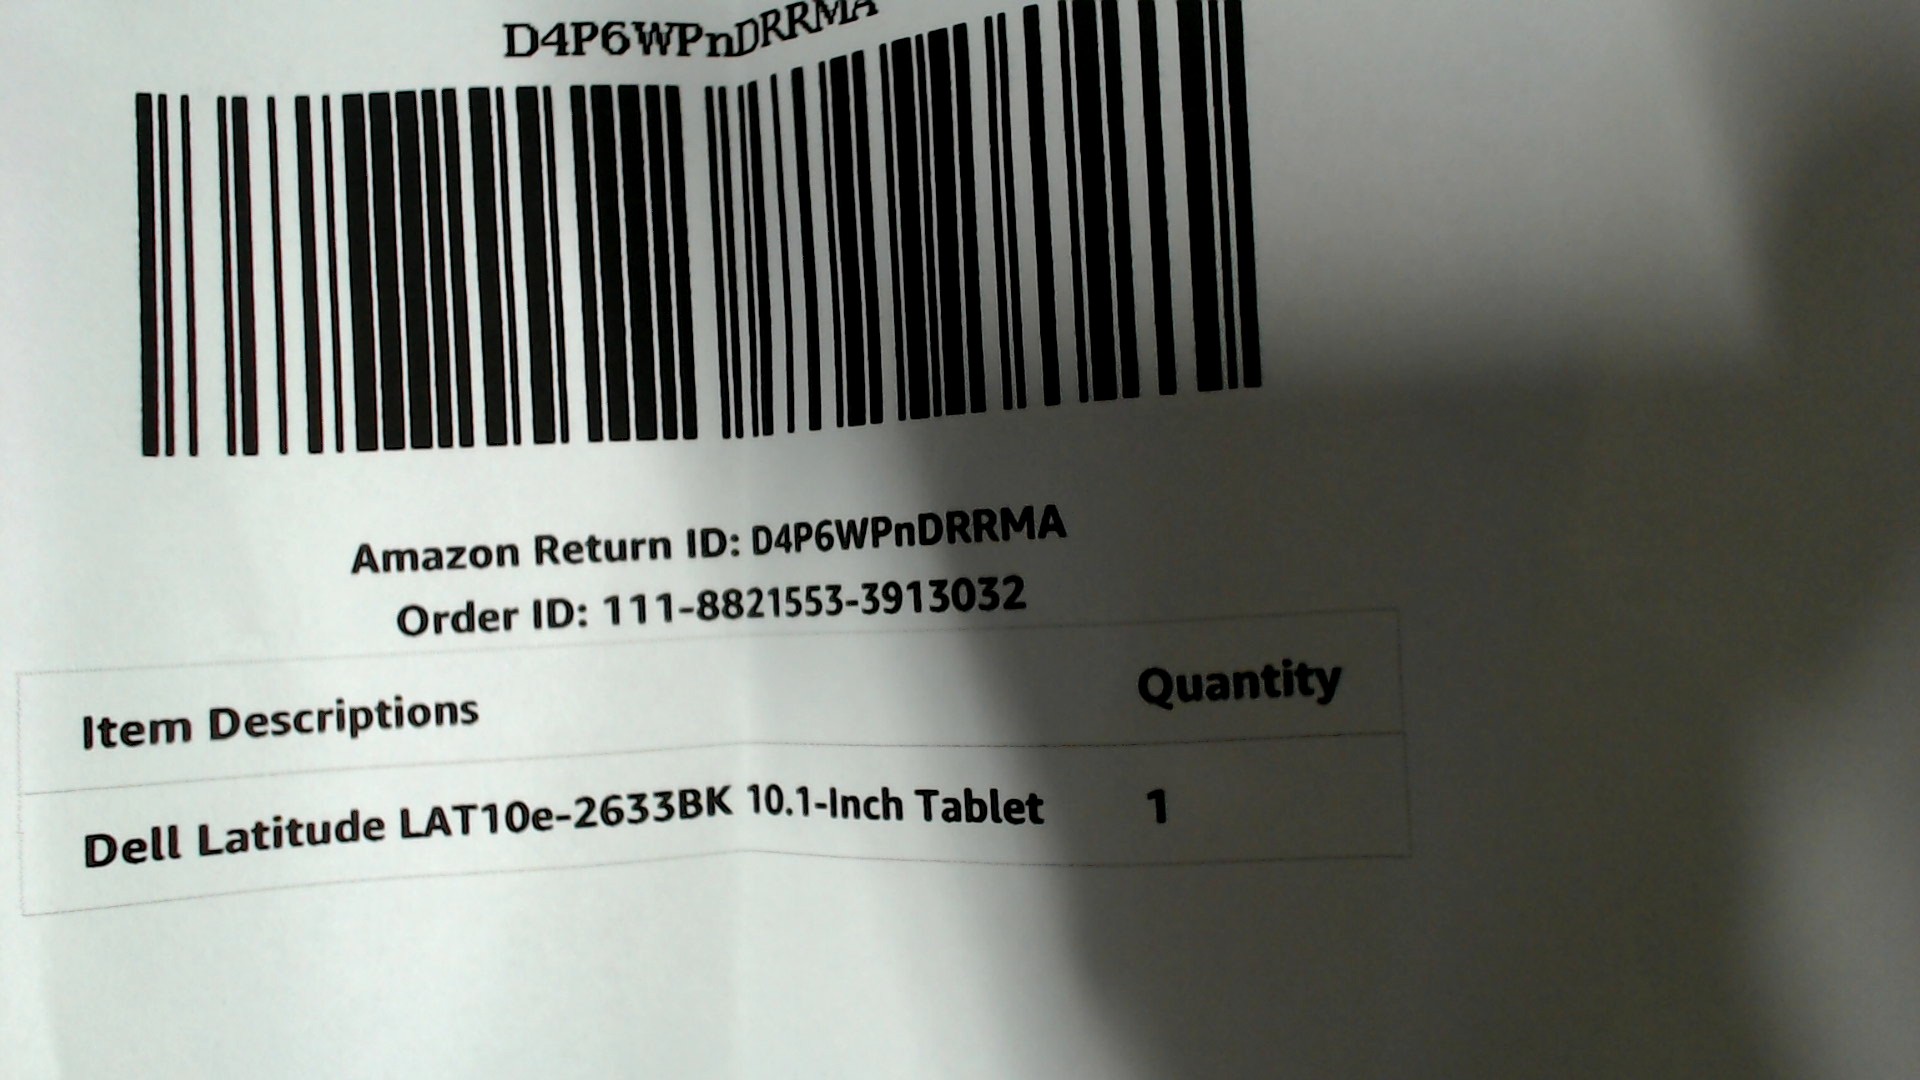 D4P6WPnDRRMA
Amazon Return ID: D4P6WPnDRRMA
Order ID: 111-8821553-3913032
Item Descriptions Quantity
Dell Latitude LAT10e-2633BK 10.1-Inch Tablet 1